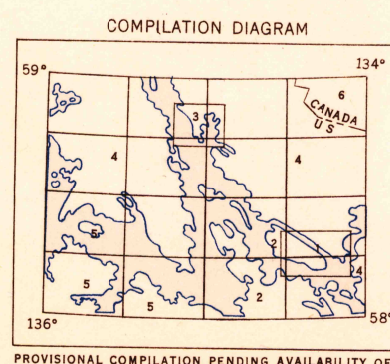 COMPILATION DIAGRAM
59° 134°
6
3
CANADA
US
4 4
5 2 1
4
5 5 2
136° 58°
PROVISIONAL COMPILATION PENDING AVAILABILITY OF